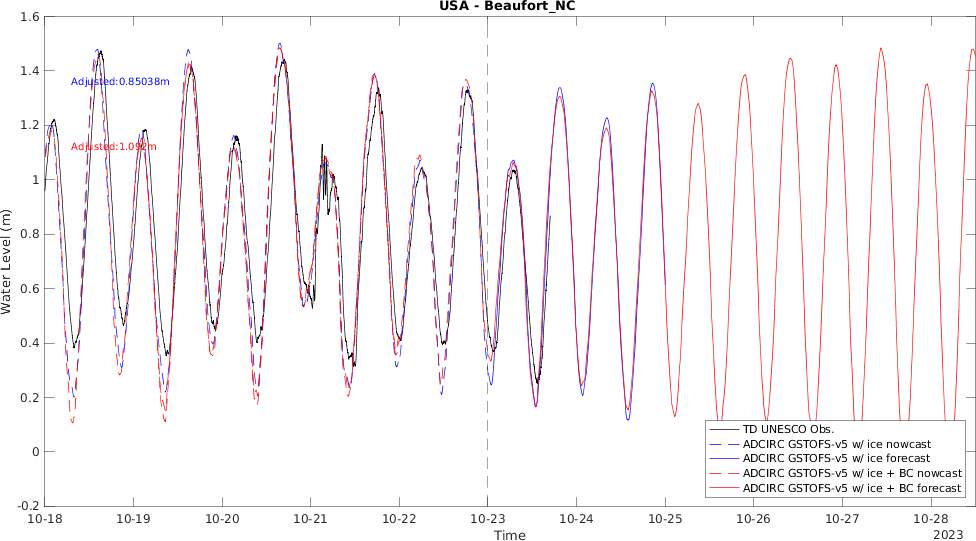 USA - Beaufort_NC
1.6
1.4
1.2
1
0.8
0.6
0.4
0.2
0
-0.2
Water Level (m)
Adjusted:0.85038m
Adjusted:1.092m
TD UNESCO Obs.
ADCIRC GSTOFS-v5 w/ ice nowcast
ADCIRC GSTOFS-v5 w/ ice forecast
ADCIRC GSTOFS-v5 w/ ice + BC nowcast
ADCIRC GSTOFS-v5 w/ ice + BC forecast
10-18 10-19 10-20 10-21 10-22 10-23 10-24 10-25 10-26 10-27 10-28
Time
2023